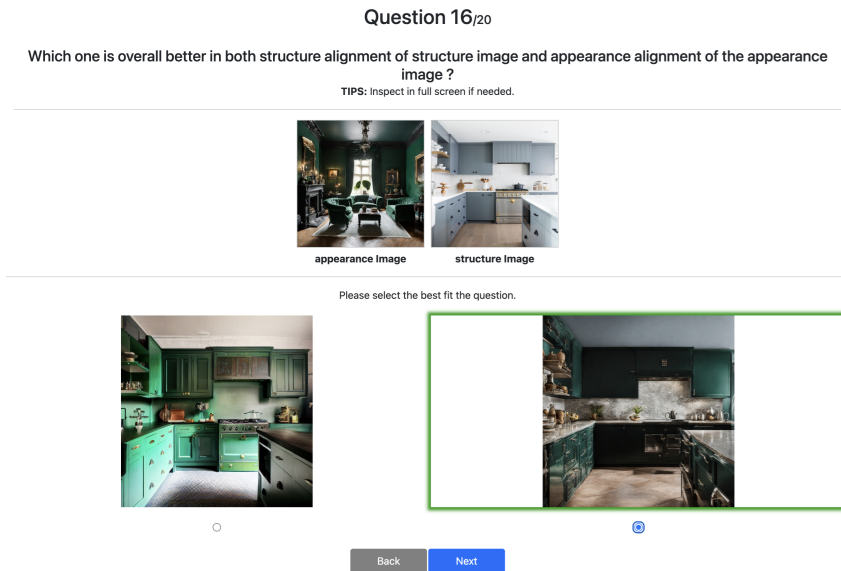 Question 16/20
Which one is overall better in both structure alignment of structure image and appearance alignment of the appearance
image ?
TIPS: Inspect in full screen if needed.
appearance Image
structure Image
Please select the best fit the question.
Back
Next